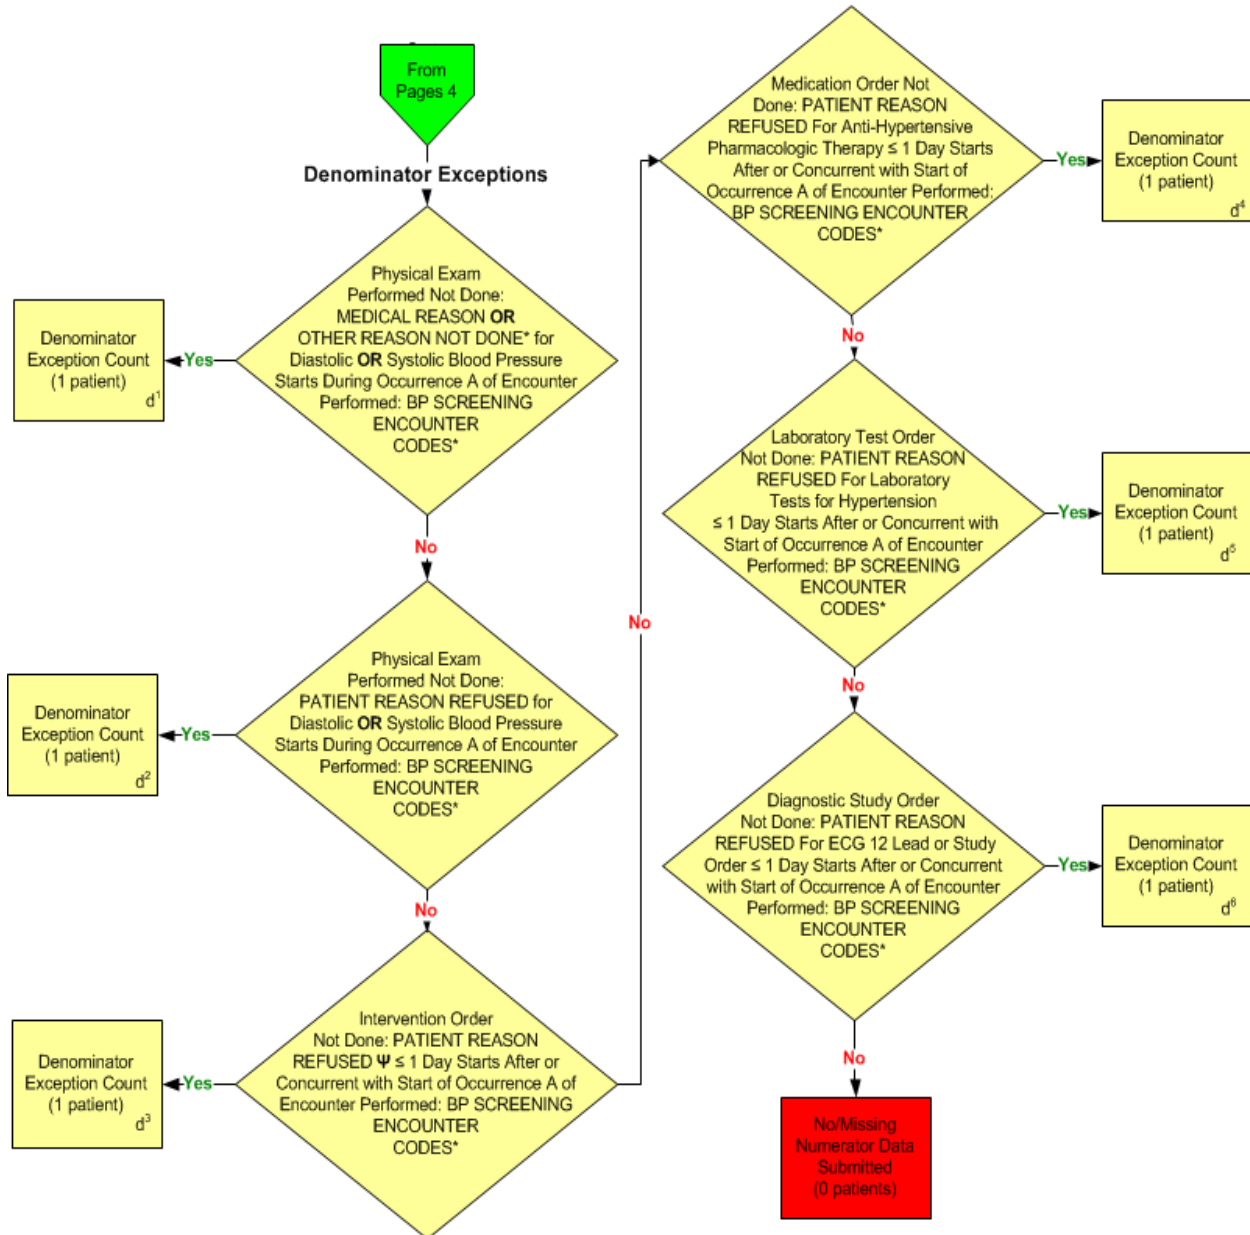 From
Pages 4
Denominator Exceptions
Physical Exam
Performed Not Done:
MEDICAL REASON OR
OTHER REASON NOT DONE* for
Diastolic OR Systolic Blood Pressure
Starts During Occurrence A of Encounter
Performed: BP SCREENING
ENCOUNTER
CODES*
Yes
Denominator
Exception Count
(1 patient)
d1
No
Physical Exam
Performed Not Done:
PATIENT REASON REFUSED for
Diastolic OR Systolic Blood Pressure
Starts During Occurrence A of Encounter
Performed: BP SCREENING
ENCOUNTER
CODES*
Yes
Denominator
Exception Count
(1 patient)
d2
No
Intervention Order
Not Done: PATIENT REASON
REFUSED Ψ ≤ 1 Day Starts After or
Concurrent with Start of Occurrence A of
Encounter Performed: BP SCREENING
ENCOUNTER
CODES*
Yes
Denominator
Exception Count
(1 patient)
d3
No
Medication Order Not
Done: PATIENT REASON
REFUSED For Anti-Hypertensive
Pharmacologic Therapy ≤ 1 Day Starts
After or Concurrent with Start of
Occurrence A of Encounter Performed:
BP SCREENING ENCOUNTER
CODES*
Yes
Denominator
Exception Count
(1 patient)
d4
No
Laboratory Test Order
Not Done: PATIENT REASON
REFUSED For Laboratory
Tests for Hypertension
≤ 1 Day Starts After or Concurrent with
Start of Occurrence A of Encounter
Performed: BP SCREENING
ENCOUNTER
CODES*
Yes
Denominator
Exception Count
(1 patient)
d5
No
Diagnostic Study Order
Not Done: PATIENT REASON
REFUSED For ECG 12 Lead or Study
Order ≤ 1 Day Starts After or Concurrent
with Start of Occurrence A of Encounter
Performed: BP SCREENING
ENCOUNTER
CODES*
Yes
Denominator
Exception Count
(1 patient)
d6
No
No/Missing
Numerator Data
Submitted
(0 patients)